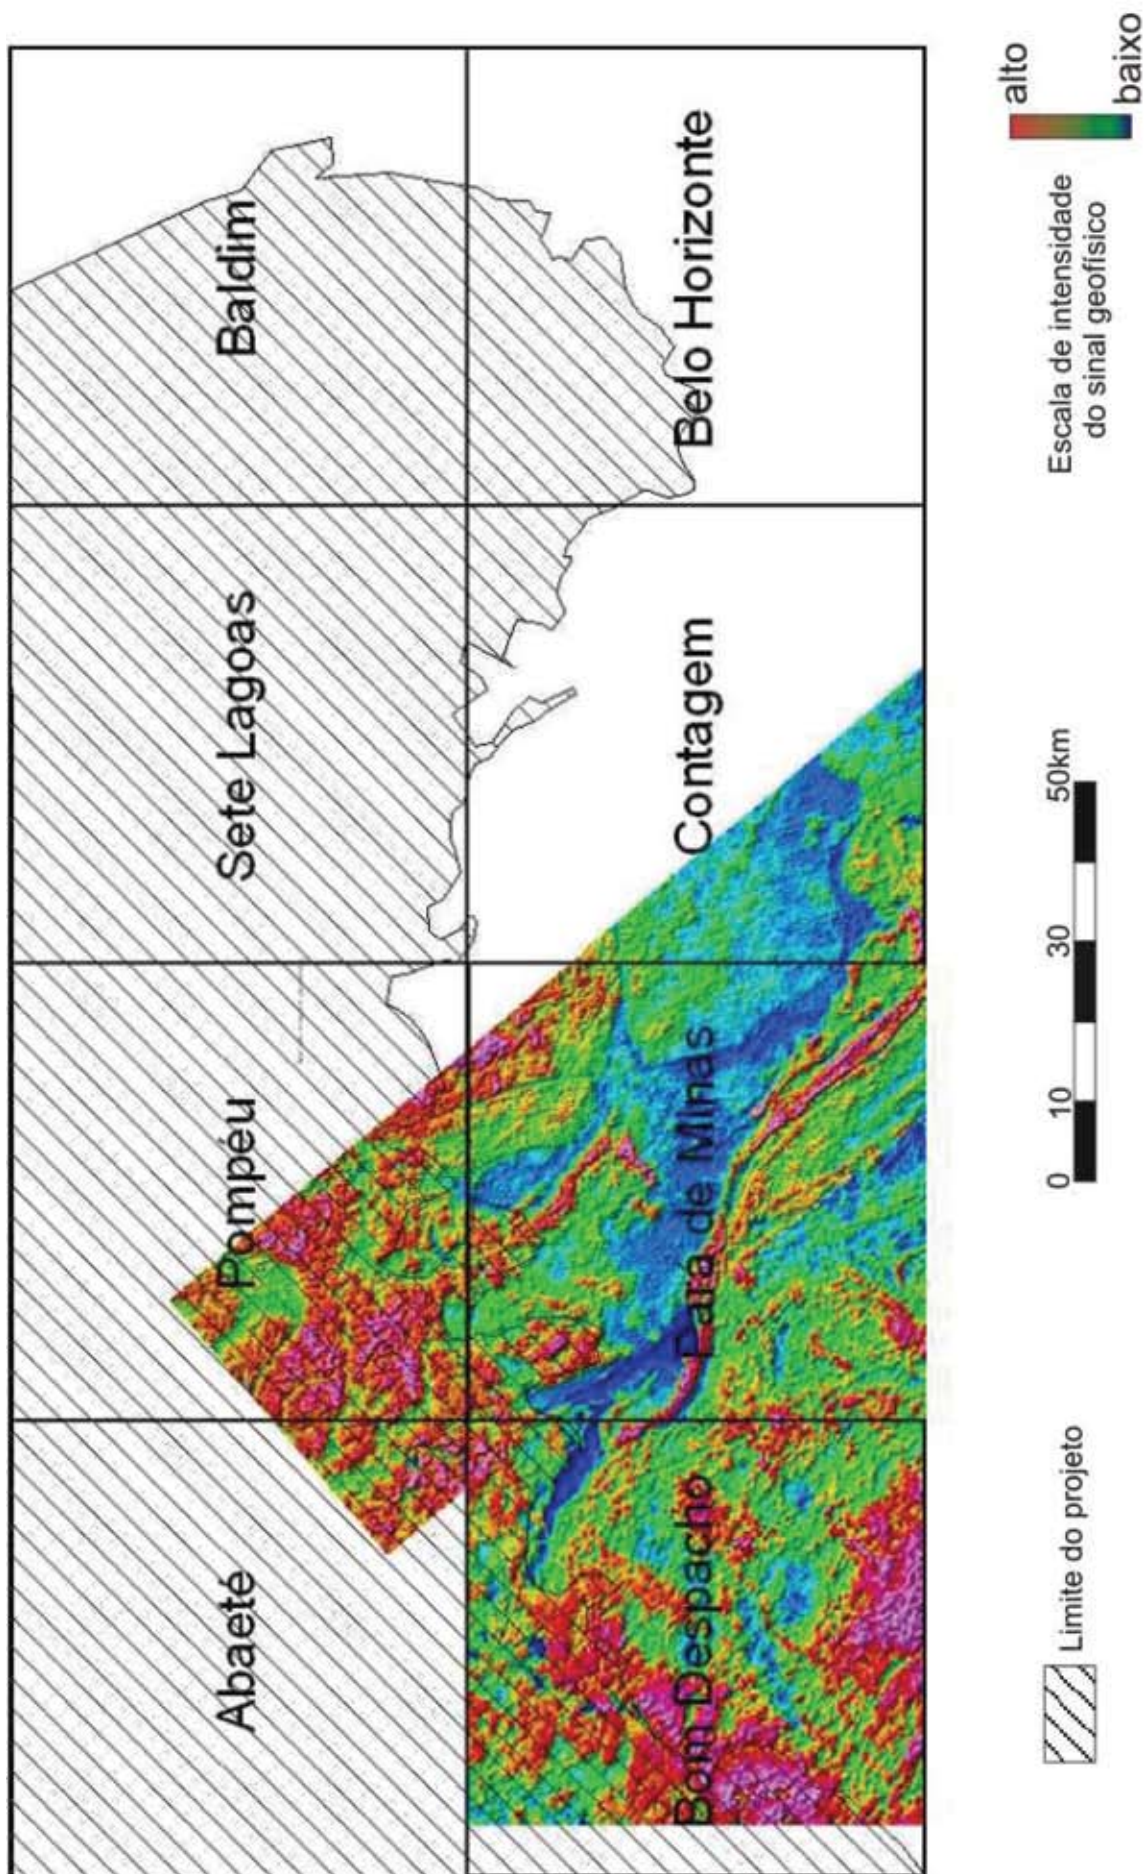 Abaeté
Pompéu
Sete Lagoas
Baldim
Bom Despacho
Pará de Minas
Contagem
Belo Horizonte
Limite do projeto
0
10
30
50km
Escala de intensidade
do sinal geofísico
alto
baixo